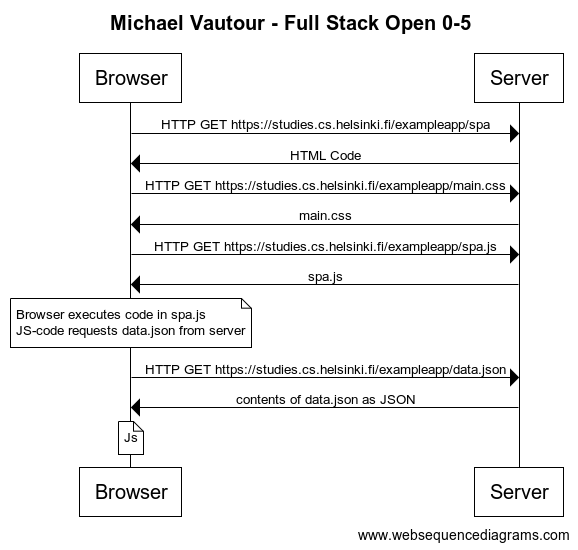 Michael Vautour - Full Stack Open 0-5
Browser
Server
HTTP GET https://studies.cs.helsinki.fi/exampleapp/spa
HTML Code
HTTP GET https://studies.cs.helsinki.fi/exampleapp/main.css
main.css
HTTP GET https://studies.cs.helsinki.fi/exampleapp/spa.js
spa.js
Browser executes code in spa.js
JS-code requests data.json from server
HTTP GET https://studies.cs.helsinki.fi/exampleapp/data.json
contents of data.json as JSON
Js
Browser
Server
www.websequencediagrams.com